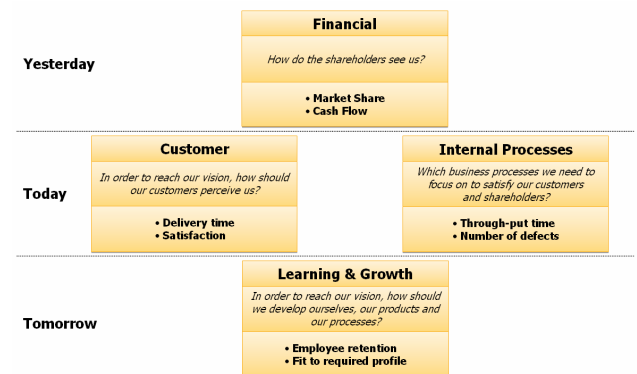 Financial
How do the shareholders see us?
Yesterday
• Market Share
• Cash Flow
Customer
In order to reach our vision, how should
our customers perceive us?
• Delivery time
• Satisfaction
Today
Internal Processes
Which business processes we need to
focus on to satisfy our customers
and shareholders?
• Through-put time
• Number of defects
Learning & Growth
In order to reach our vision, how should
we develop ourselves, our products and
our processes?
Tomorrow
• Employee retention
• Fit to required profile